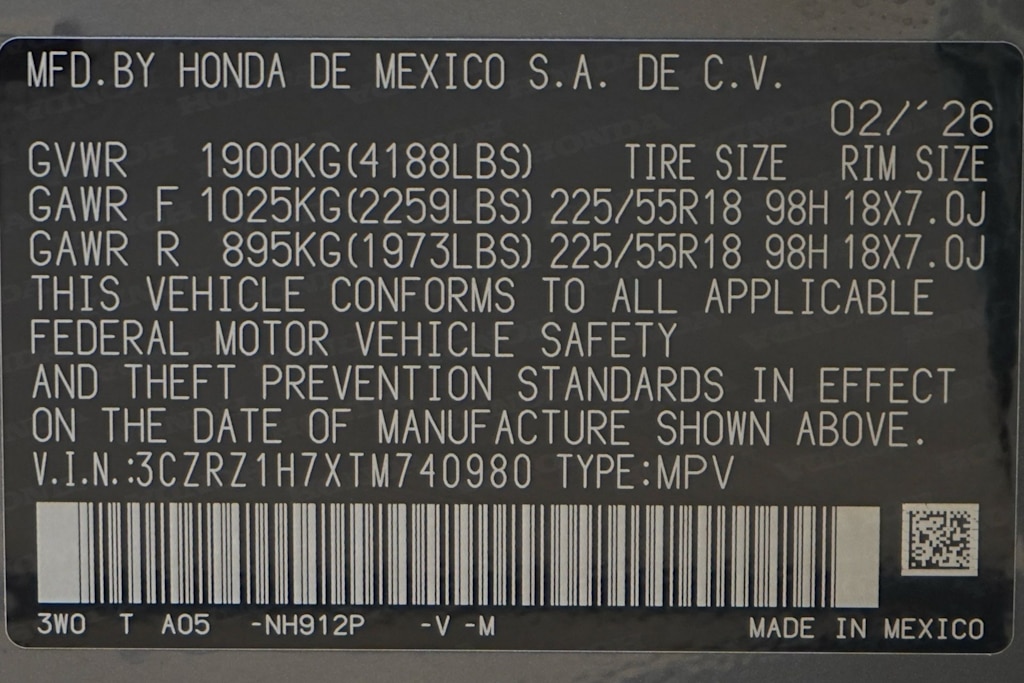 MFD.BY HONDA DE MEXICO S.A. DE C.V.
02/´26
GVWR 1900KG(4188LBS) TIRE SIZE RIM SIZE
GAWR F 1025KG(2259LBS) 225/55R18 98H 18X7.0J
GAWR R 895KG(1973LBS) 225/55R18 98H 18X7.0J
THIS VEHICLE CONFORMS TO ALL APPLICABLE
FEDERAL MOTOR VEHICLE SAFETY
AND THEFT PREVENTION STANDARDS IN EFFECT
ON THE DATE OF MANUFACTURE SHOWN ABOVE.
V.I.N.:3CZRZ1H7XTM740980 TYPE:MPV
3W0 T A05 -NH912P -V -M MADE IN MEXICO